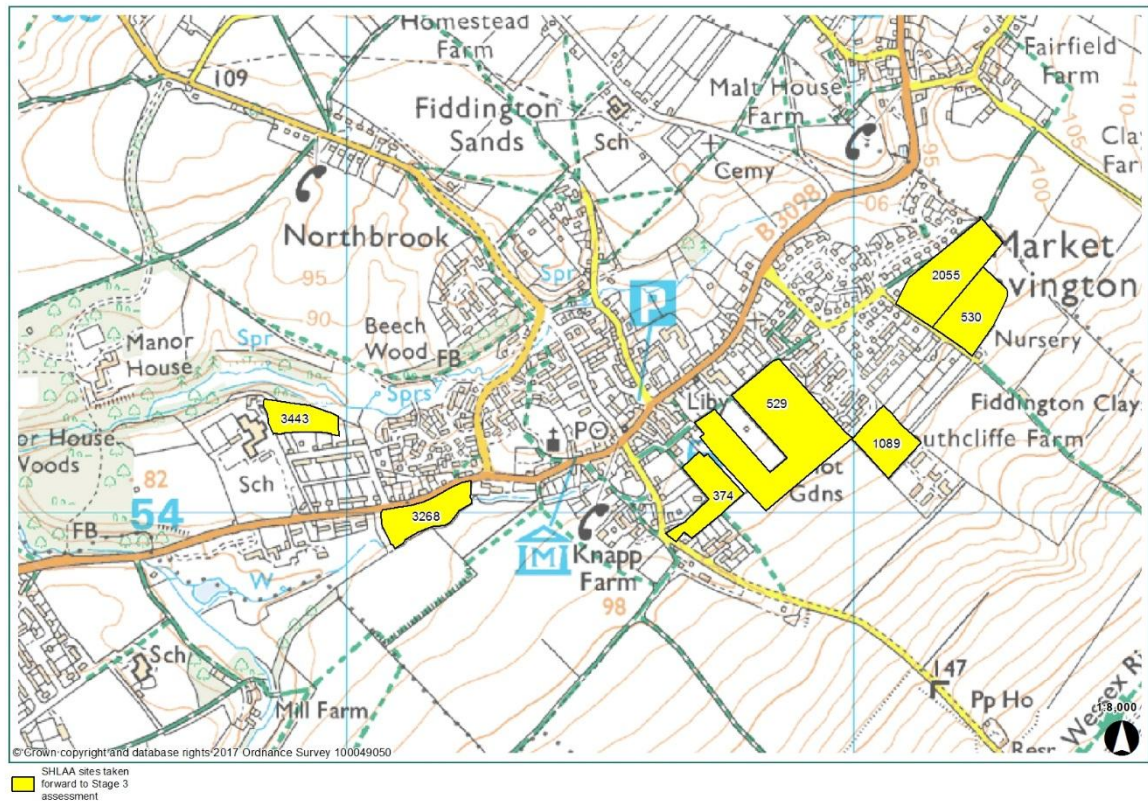 Homestead
Farm
109
Fiddington
Sands
Sch
Malt House
Farm
Fairfield
Farm
Cemy
95
110
105
100
B 3098
90
Northbrook
Spr
95
90
Market
2055
530
Nursery
Beech
Wood
FB
Manor
House
Spr
Sprs
3443
Liby
529
1089
Fiddington Clay
Farm
PO
374
Gdns
82
54
Sch
FB
3268
M
Knapp
Farm
98
W
Sch
Mill Farm
147
Pp Ho
Resr
1:8,000
© Crown copyright and database rights 2017 Ordnance Survey 100049050
SHLAA sites taken
forward to Stage 3
assessment